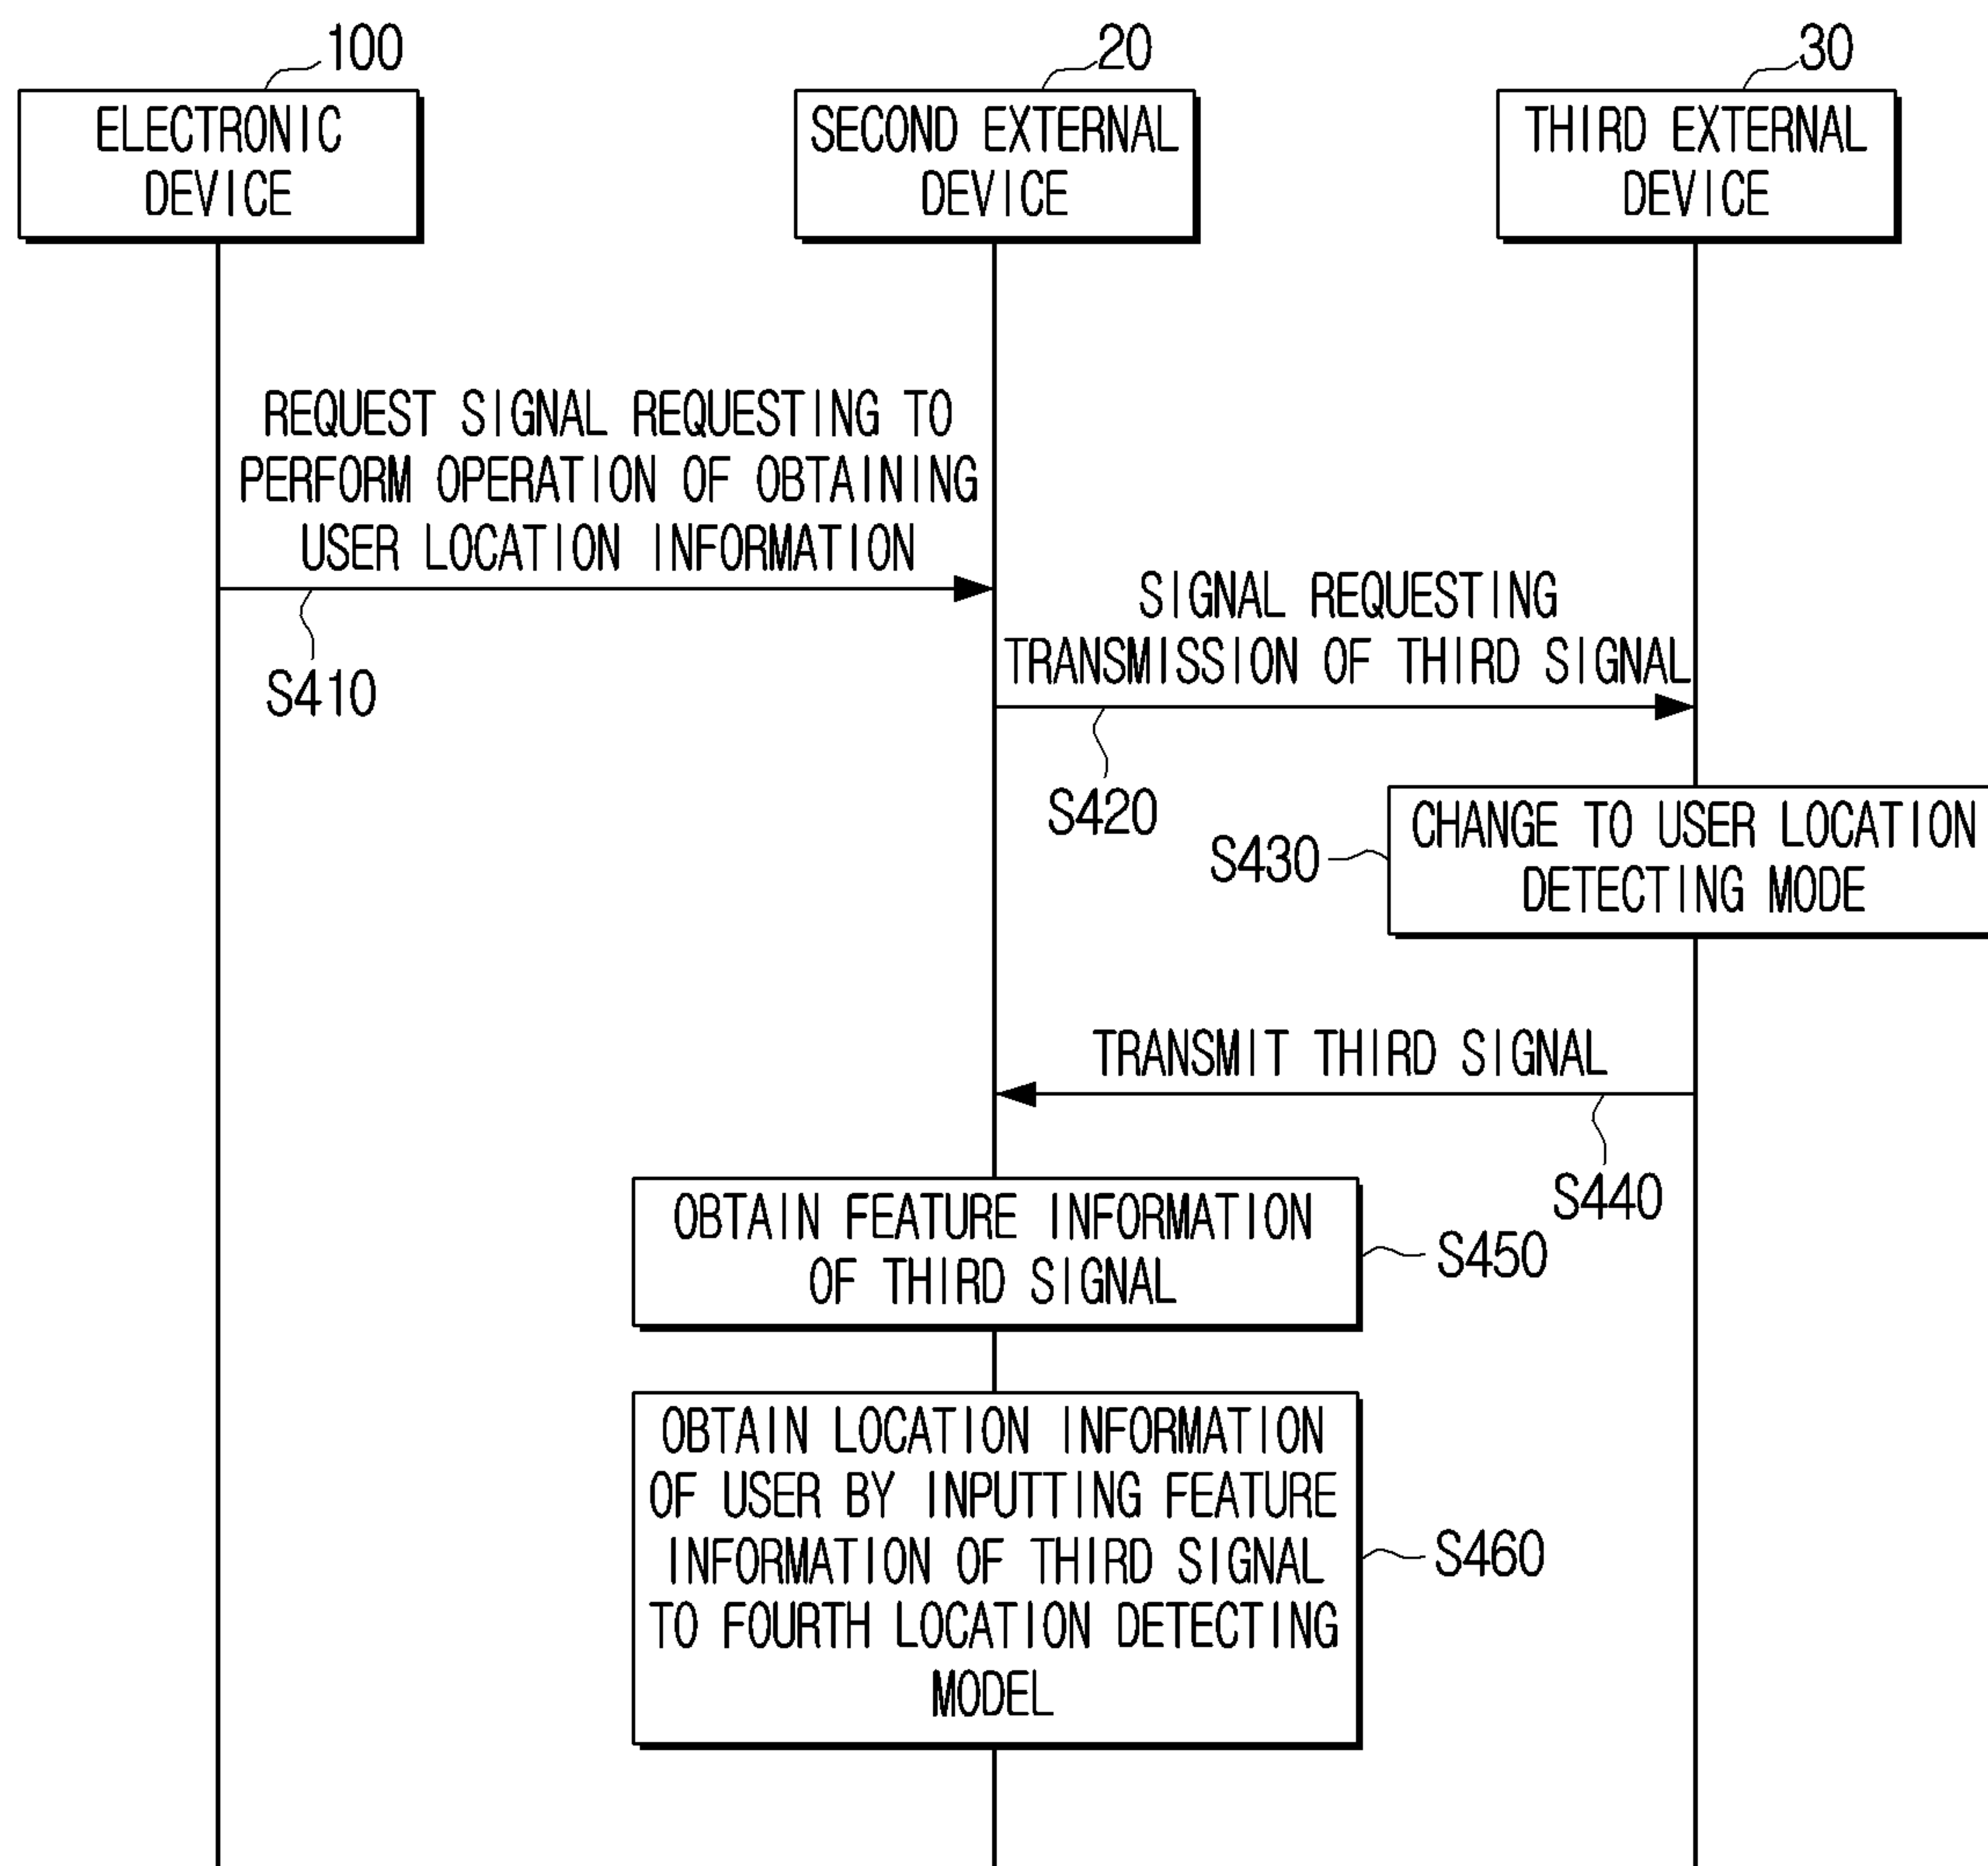 100
ELECTRONIC
DEVICE
20
SECOND EXTERNAL
DEVICE
30
THIRD EXTERNAL
DEVICE
REQUEST SIGNAL REQUESTING TO
PERFORM OPERATION OF OBTAINING
USER LOCATION INFORMATION
S410
SIGNAL REQUESTING
TRANSMISSION OF THIRD SIGNAL
S420
S430
CHANGE TO USER LOCATION
DETECTING MODE
TRANSMIT THIRD SIGNAL
S440
OBTAIN FEATURE INFORMATION
OF THIRD SIGNAL
S450
OBTAIN LOCATION INFORMATION
OF USER BY INPUTTING FEATURE
INFORMATION OF THIRD SIGNAL
TO FOURTH LOCATION DETECTING
MODEL
S460